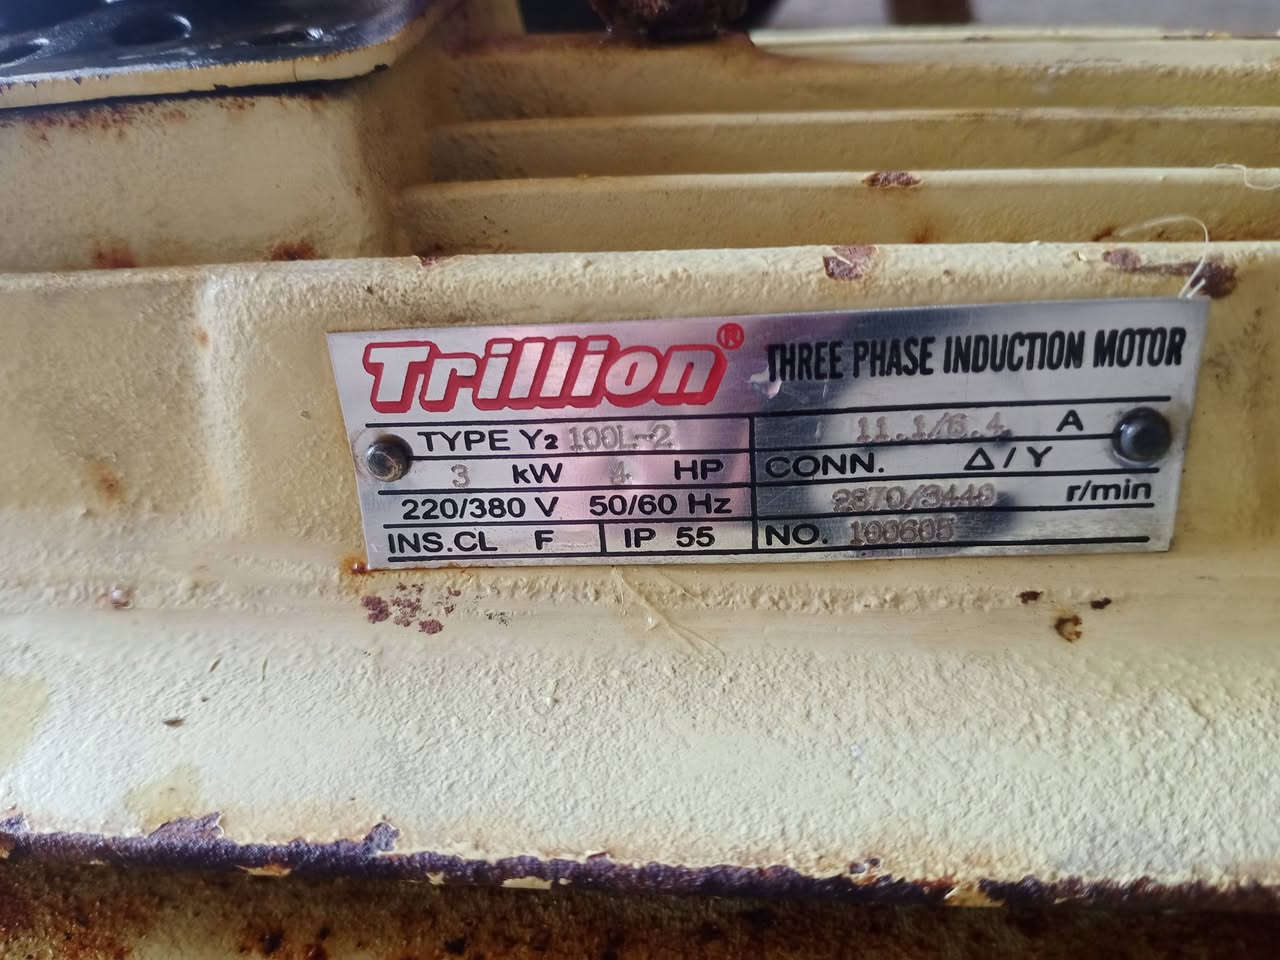 Trillion® THREE PHASE INDUCTION MOTOR
TYPE Y2 100L-2 11.1/6.4 A
3 kW 4 HP CONN. Δ/Y
220/380 V 50/60 Hz 2870/3440 r/min
INS.CL F IP 55 NO. 100605